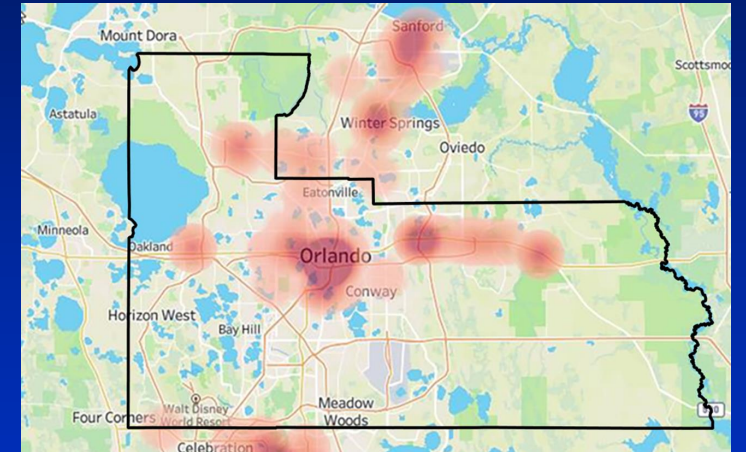 Sanford
Mount Dora
Scottsmoo
95
Astatula
Winter Springs
Oviedo
Eatonville
Minneola
Oakland
Orlando
Conway
Horizon West
Bay Hill
Walt Disney
World Resort
Meadow
Woods
Four Corners
Celebration